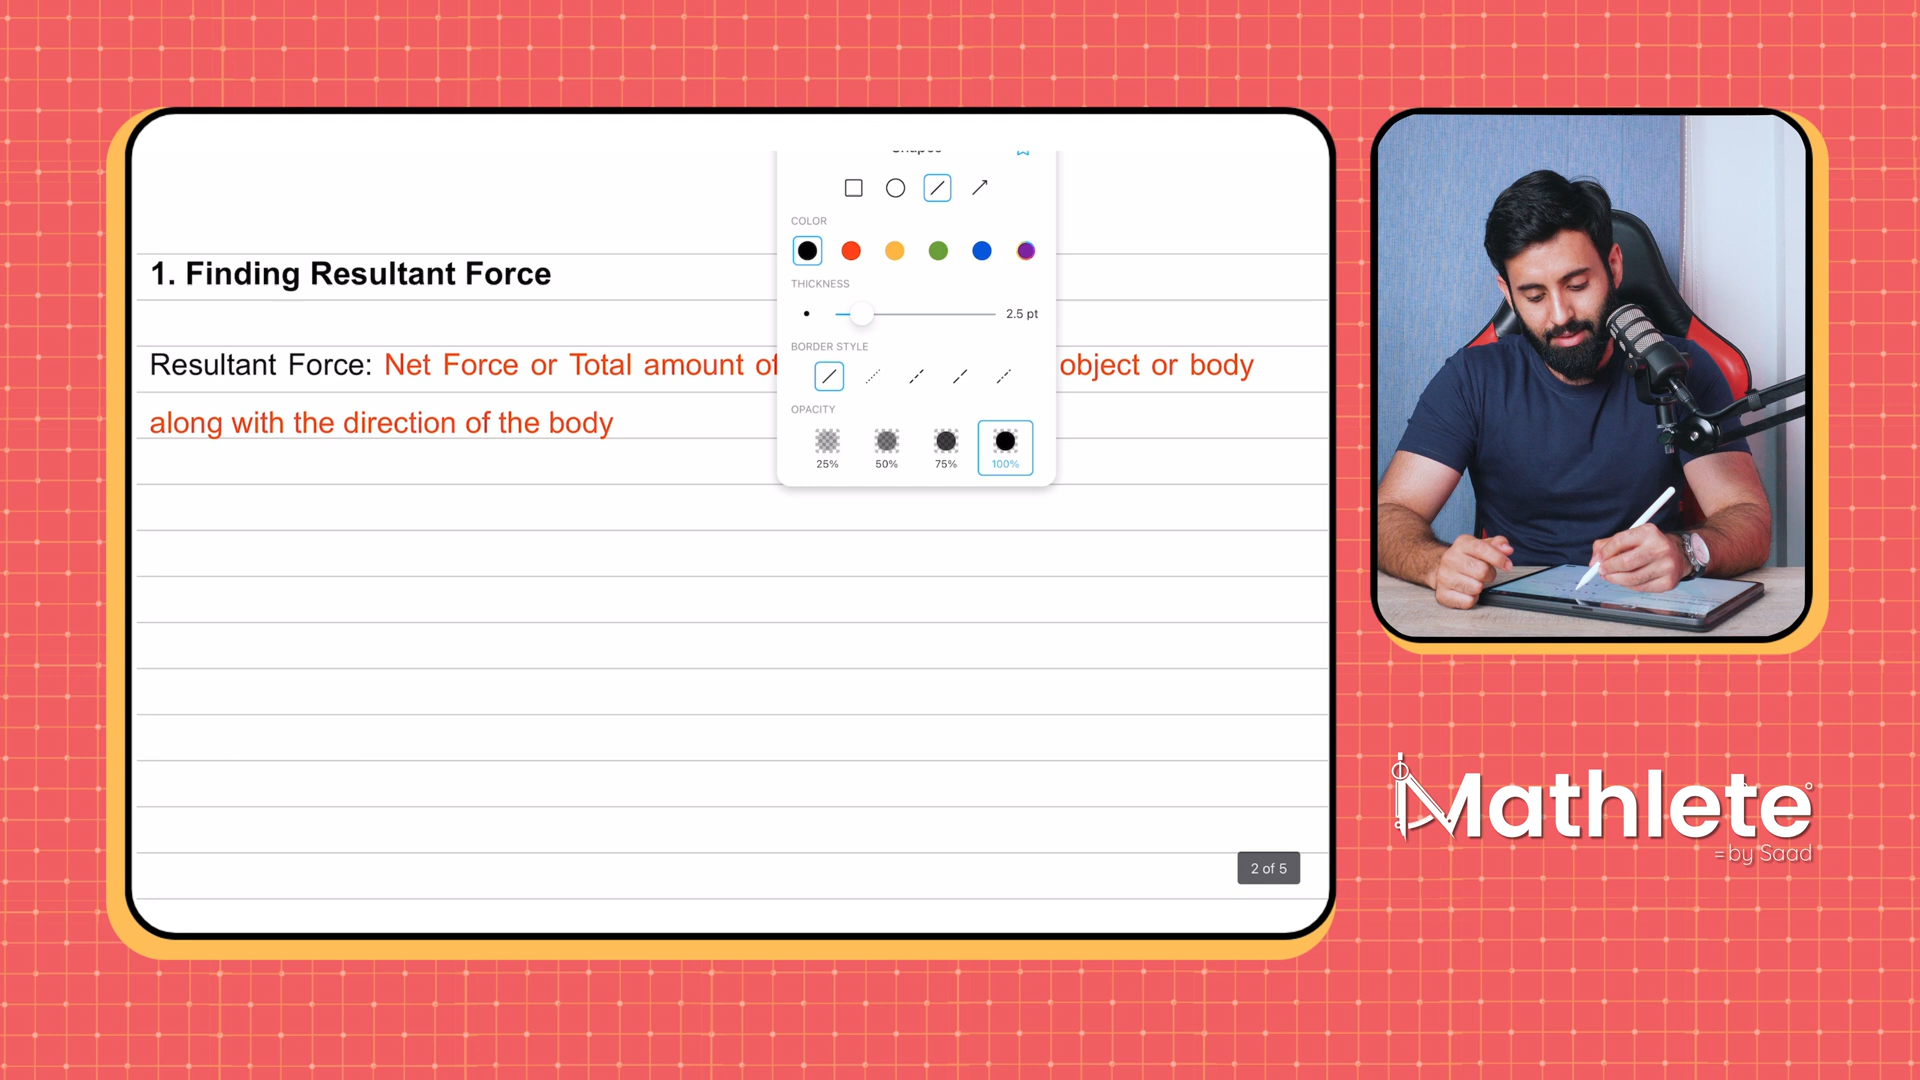 Shapes
COLOR
1. Finding Resultant Force
THICKNESS
2.5 pt
BORDER STYLE
Resultant Force: Net Force or Total amount of object or body
along with the direction of the body
OPACITY
25% 50% 75% 100%
2 of 5
Mathlete
=by Saad